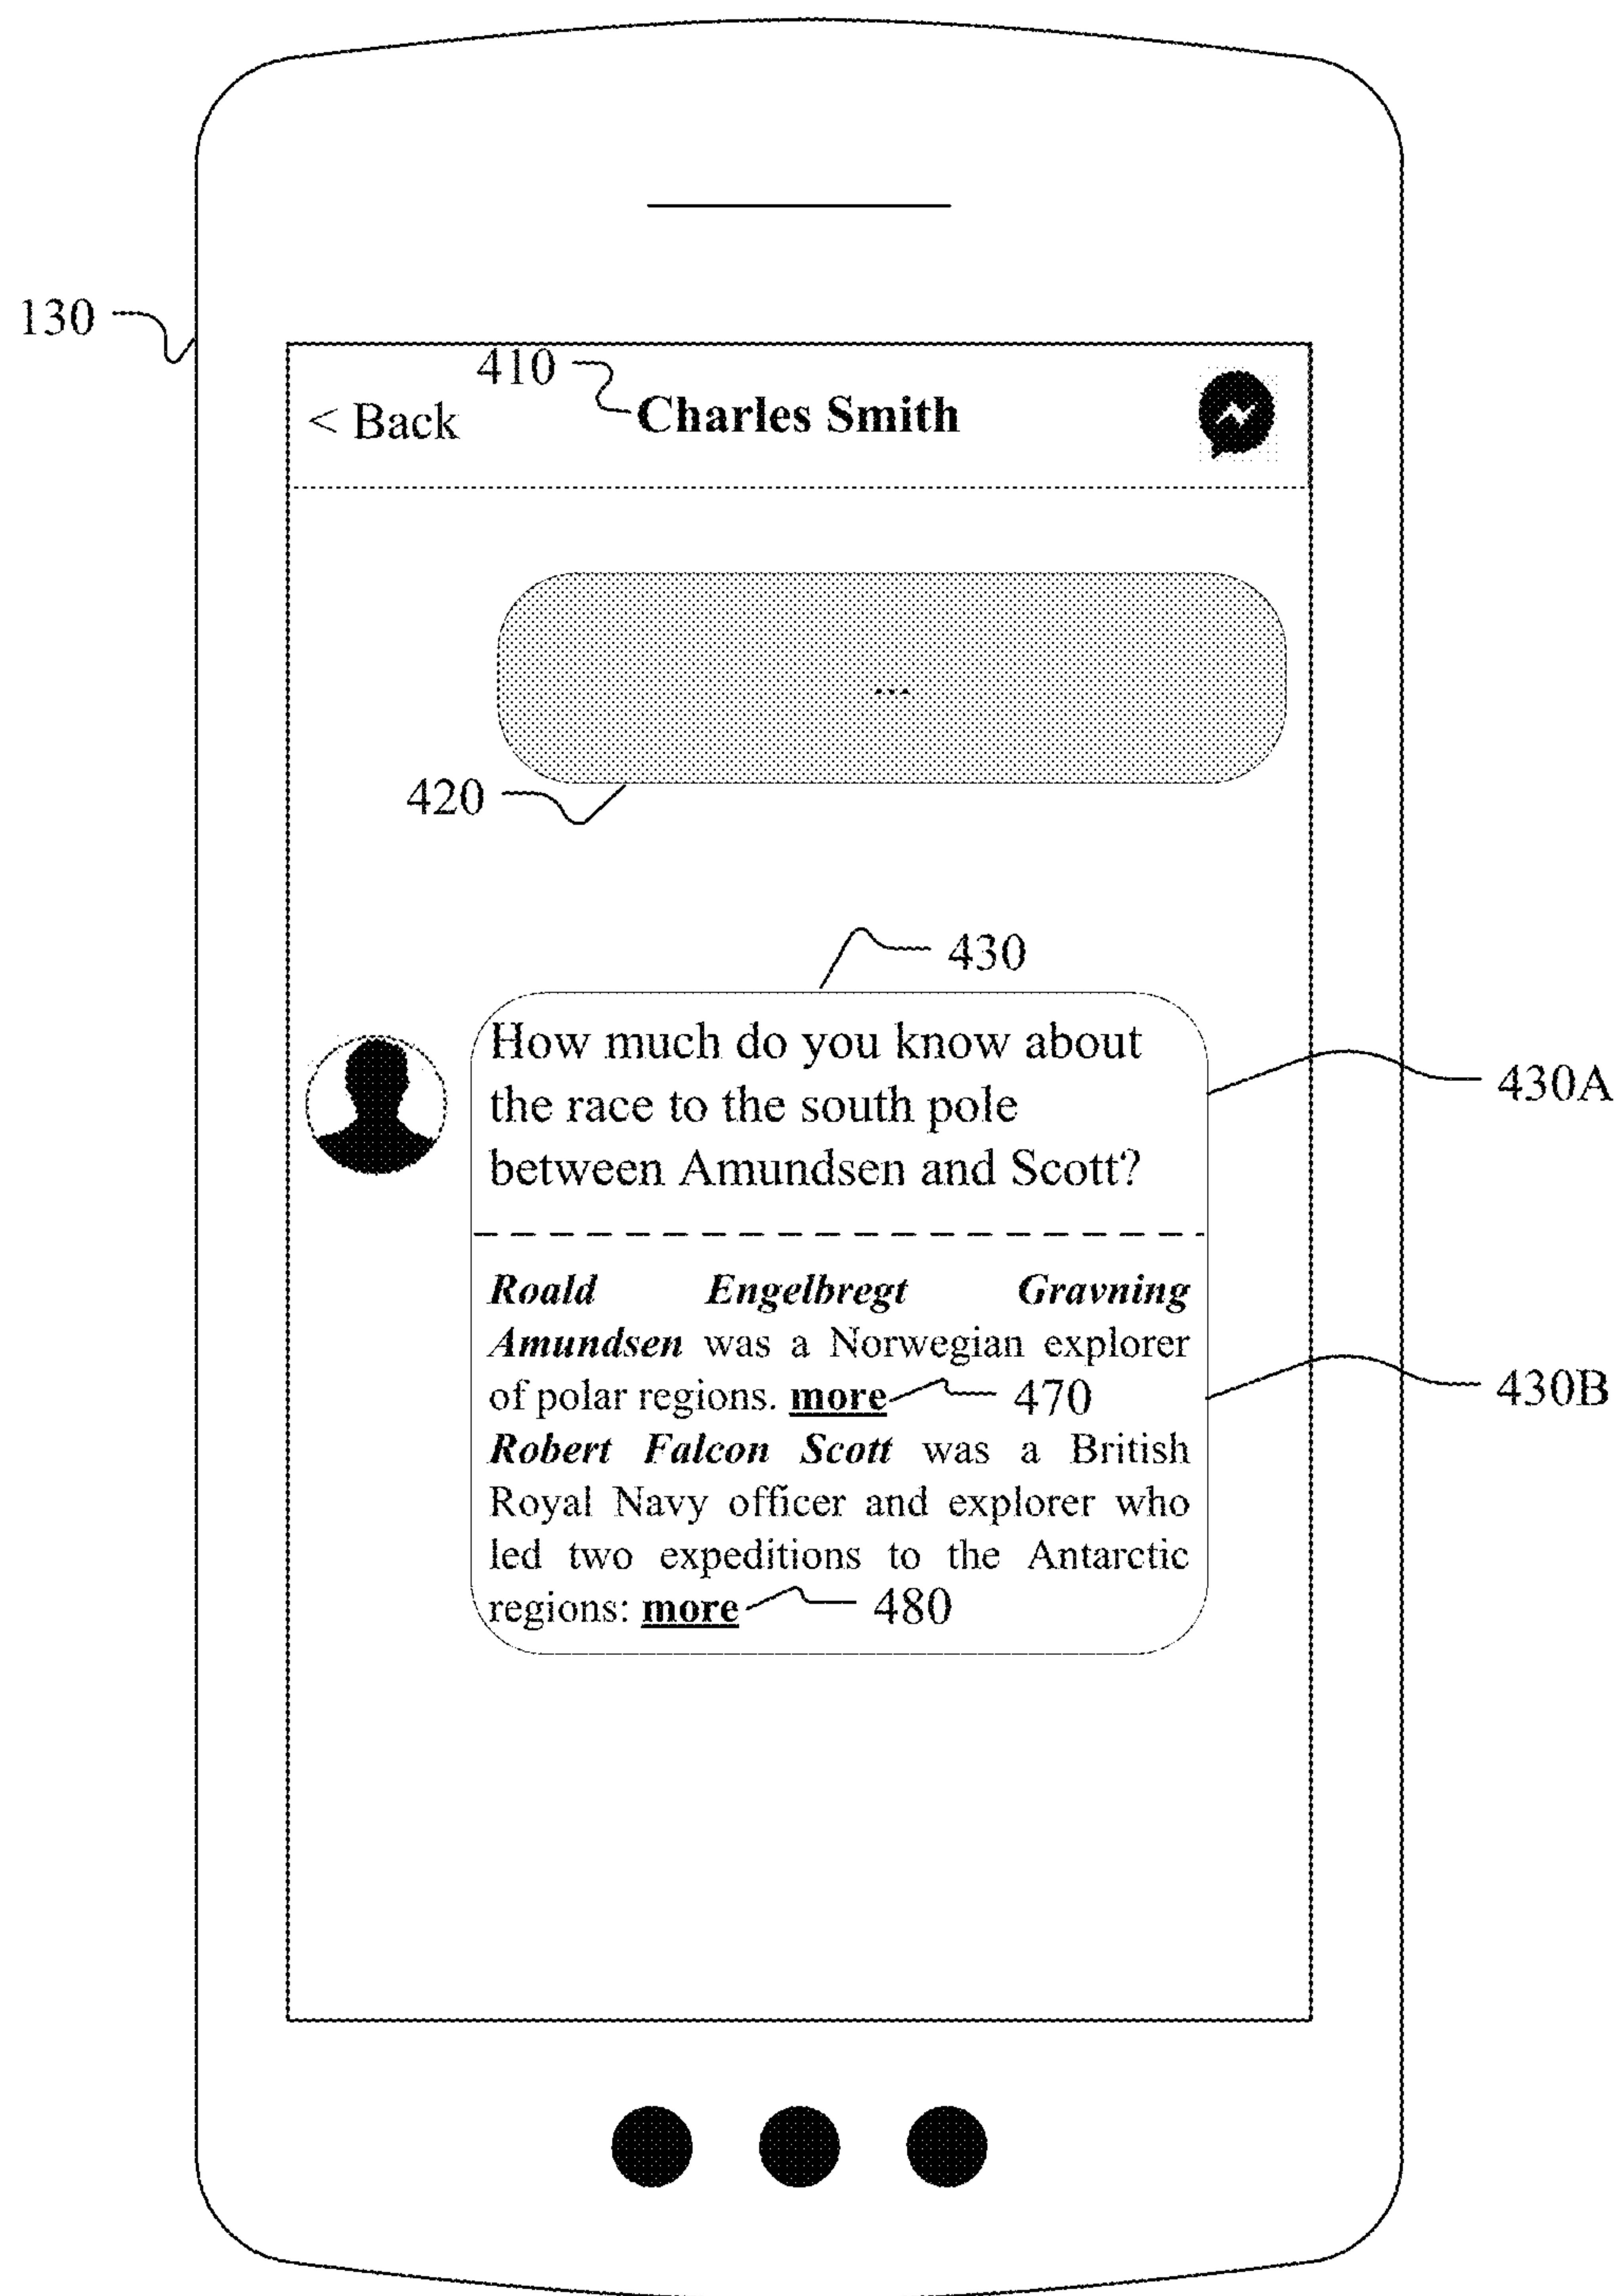 130
410
< Back
Charles Smith
...
420
430
How much do you know about
the race to the south pole
between Amundsen and Scott?
430A
Roald Engelbregt Gravning
Amundsen was a Norwegian explorer
of polar regions. more
470
430B
Robert Falcon Scott was a British
Royal Navy officer and explorer who
led two expeditions to the Antarctic
regions: more
480